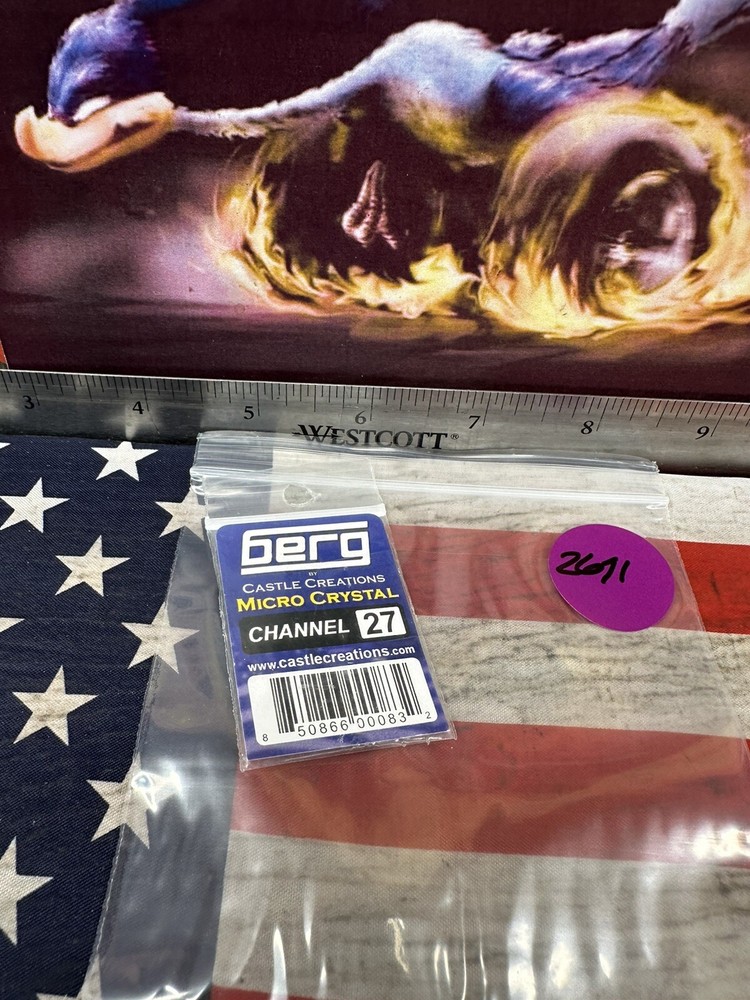 3 4 5 6 7 8 9
WESTCOTT®
berg
BY
CASTLE CREATIONS
MICRO CRYSTAL
CHANNEL 27
www.castlecreations.com
8 50866 00083 2
2691